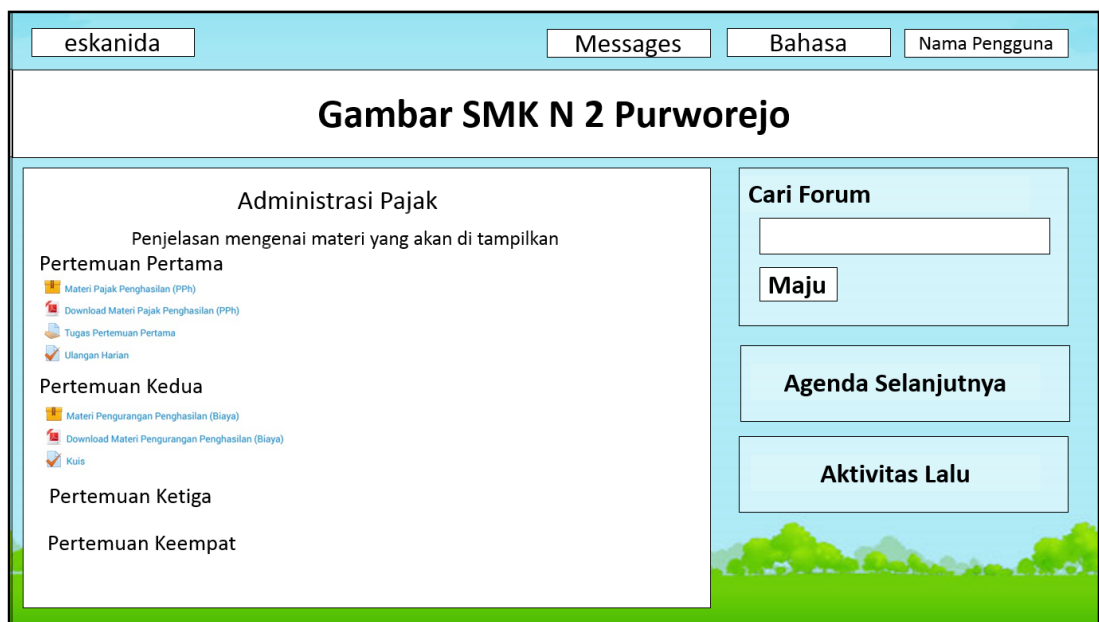 eskanida
Messages
Bahasa
Nama Pengguna
Gambar SMK N 2 Purworejo
Administrasi Pajak
Penjelasan mengenai materi yang akan di tampilkan
Pertemuan Pertama
Materi Pajak Penghasilan (PPh)
Download Materi Pajak Penghasilan (PPh)
Tugas Pertemuan Pertama
Ulangan Harian
Pertemuan Kedua
Materi Pengurangan Penghasilan (Biaya)
Download Materi Pengurangan Penghasilan (Biaya)
Kuis
Pertemuan Ketiga
Pertemuan Keempat
Cari Forum
Maju
Agenda Selanjutnya
Aktivitas Lalu